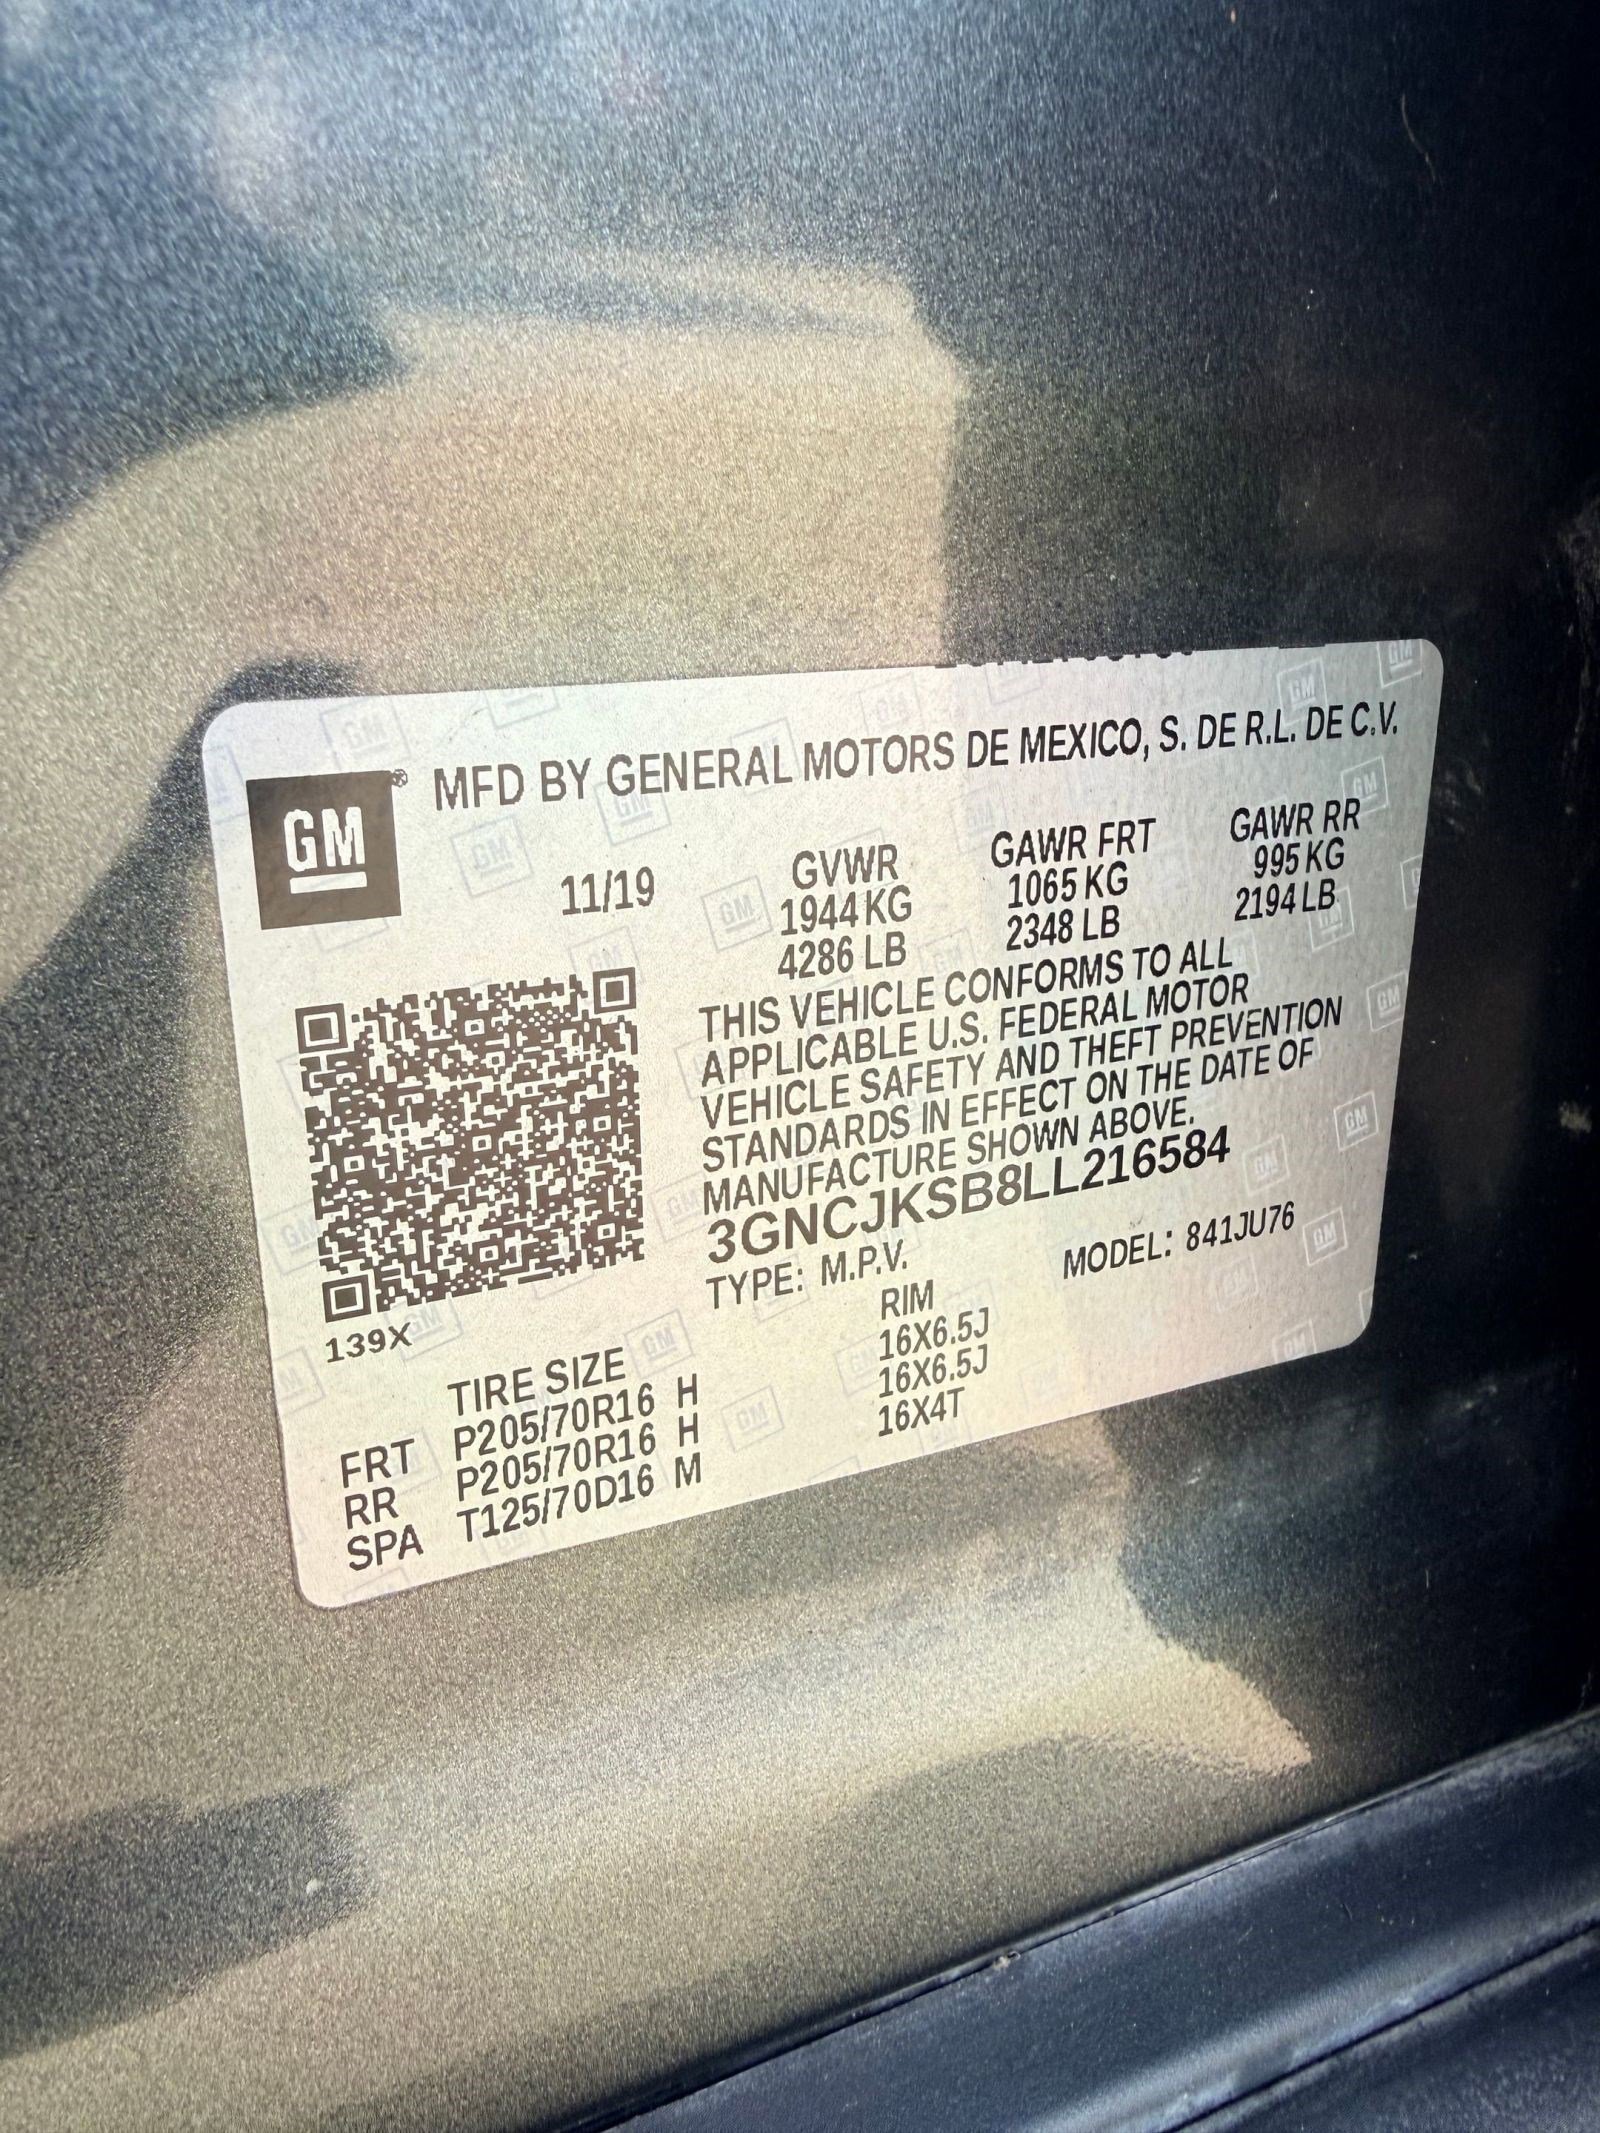 GM ® MFD BY GENERAL MOTORS DE MEXICO, S. DE R.L. DE C.V.
11/19
GVWR GAWR FRT GAWR RR
1944 KG 1065 KG 995 KG
4286 LB 2348 LB 2194 LB
THIS VEHICLE CONFORMS TO ALL
APPLICABLE U.S. FEDERAL MOTOR
VEHICLE SAFETY AND THEFT PREVENTION
STANDARDS IN EFFECT ON THE DATE OF
MANUFACTURE SHOWN ABOVE.
3GNCJKSB8LL216584
TYPE: M.P.V. MODEL: 841JU76
139X
TIRE SIZE RIM
FRT P205/70R16 H 16X6.5J
RR P205/70R16 H 16X6.5J
SPA T125/70D16 M 16X4T